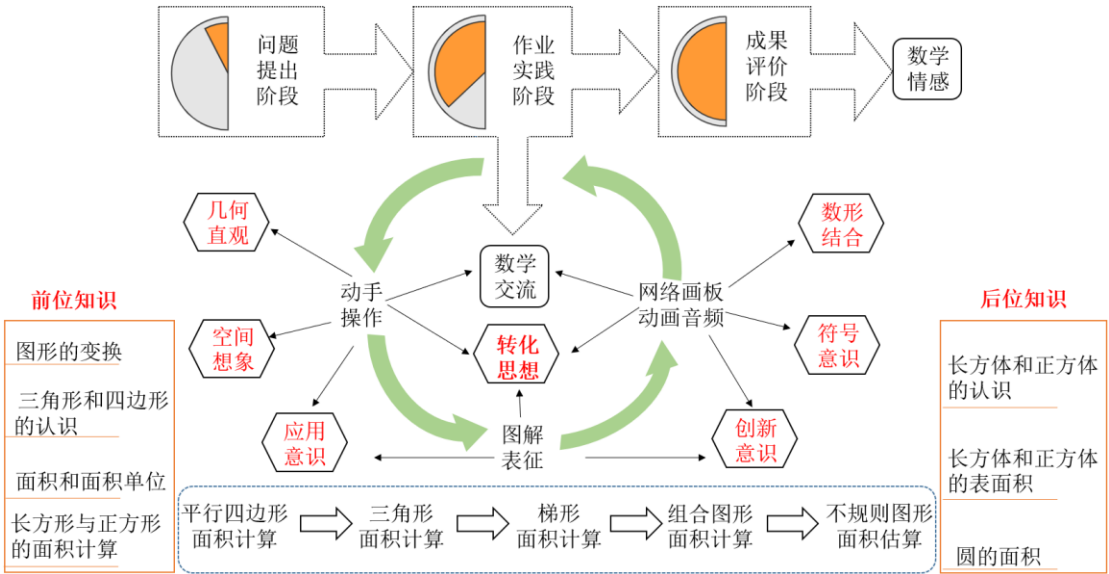 问题
提出
阶段
作业
实践
阶段
成果
评价
阶段
数学
情感
几何
直观
数形
结合
数学
交流
动手
操作
网络画板
动画音频
前位知识
后位知识
空间
想象
转化
思想
符号
意识
图形的变换
三角形和四边形
的认识
面积和面积单位
长方形与正方形
的面积计算
长方体和正方体
的认识
长方体和正方体
的表面积
圆的面积
应用
意识
图解
表征
创新
意识
平行四边形
面积计算
三角形
面积计算
梯形
面积计算
组合图形
面积计算
不规则图形
面积估算